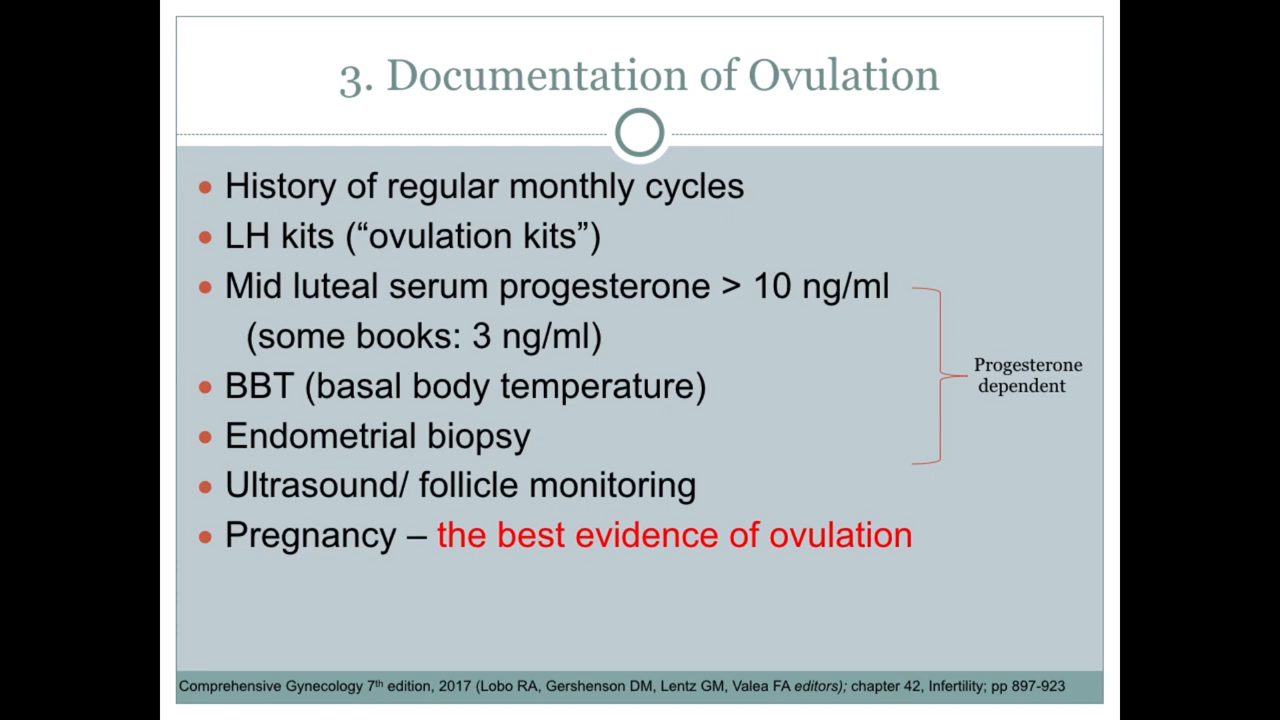 3. Documentation of Ovulation
History of regular monthly cycles
LH kits (“ovulation kits”)
Mid luteal serum progesterone > 10 ng/ml
(some books: 3 ng/ml)
BBT (basal body temperature)
Endometrial biopsy
Ultrasound/ follicle monitoring
Pregnancy – the best evidence of ovulation
Progesterone
dependent
Comprehensive Gynecology 7th edition, 2017 (Lobo RA, Gershenson DM, Lentz GM, Valea FA editors); chapter 42, Infertility; pp 897-923